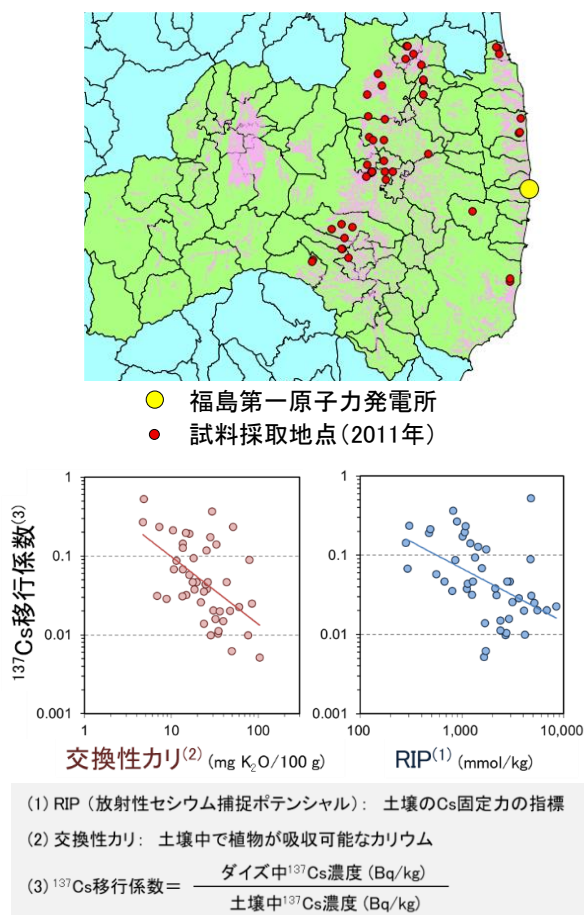 福島第一原子力発電所
試料採取地点(2011年)
¹³⁷Cs移行係数⁽³⁾
1
0.1
0.01
0.001
1 10 100 1000
交換性カリ⁽²⁾ (mg K₂O/100 g)
1
0.1
0.01
0.001
100 1,000 10,000
RIP⁽¹⁾ (mmol/kg)
(1) RIP (放射性セシウム捕捉ポテンシャル): 土壌のCs固定力の指標
(2) 交換性カリ: 土壌中で植物が吸収可能なカリウム
(3) ¹³⁷Cs移行係数= ダイズ中¹³⁷Cs濃度 (Bq/kg)
土壌中¹³⁷Cs濃度 (Bq/kg)